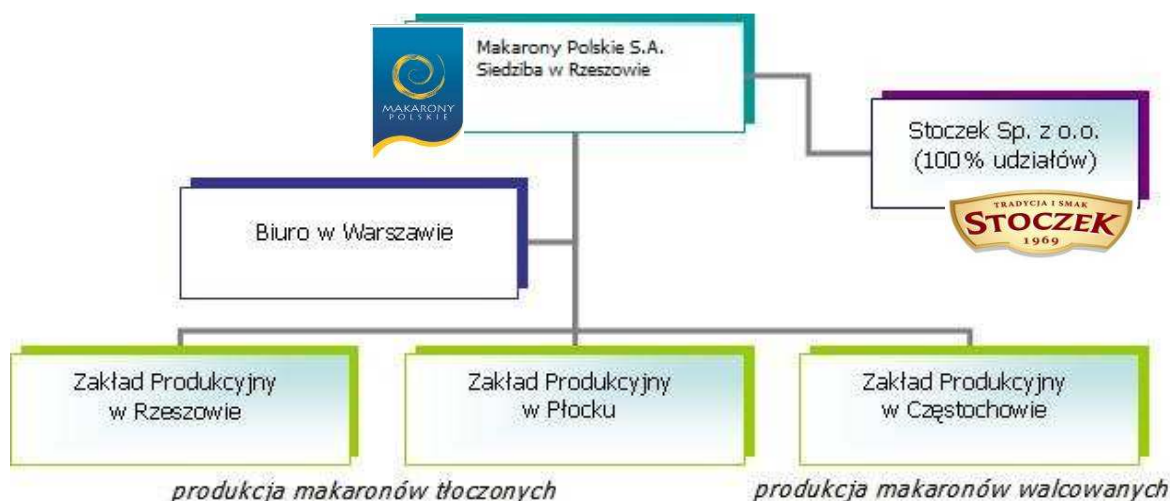 MAKARONY
POLSKIE
Makarony Polskie S.A.
Siedziba w Rzeszowie
Stoczek Sp. z o.o.
(100% udziałów)
TRADYCJA I SMAK
STOCZEK
1969
Biuro w Warszawie
Zakład Produkcyjny
w Rzeszowie
Zakład Produkcyjny
w Płocku
Zakład Produkcyjny
w Częstochowie
produkcja makaronów tłoczonych
produkcja makaronów walcowanych